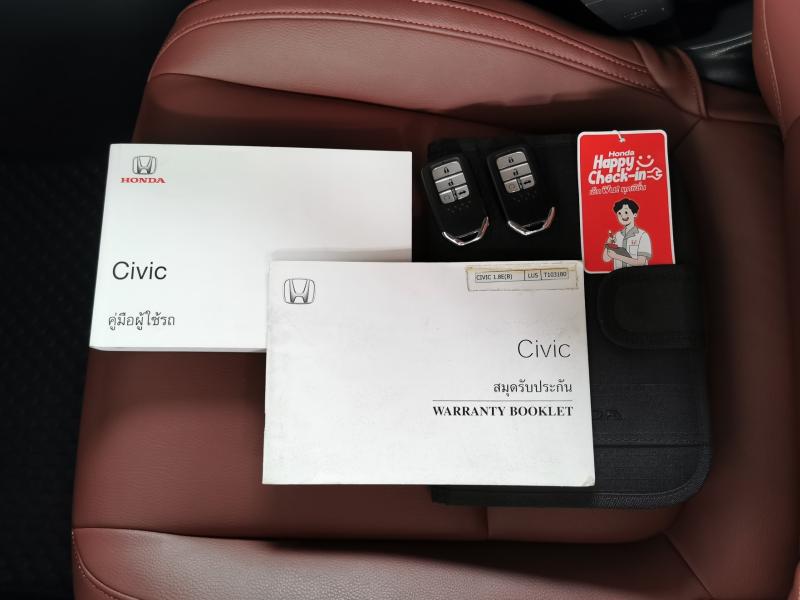 HONDA
Civic
คู่มือผู้ใช้รถ
Honda
Happy
Check-in
CIVIC 1.8E(B) LUS T103180
Civic
สมุดรับประกัน
WARRANTY BOOKLET